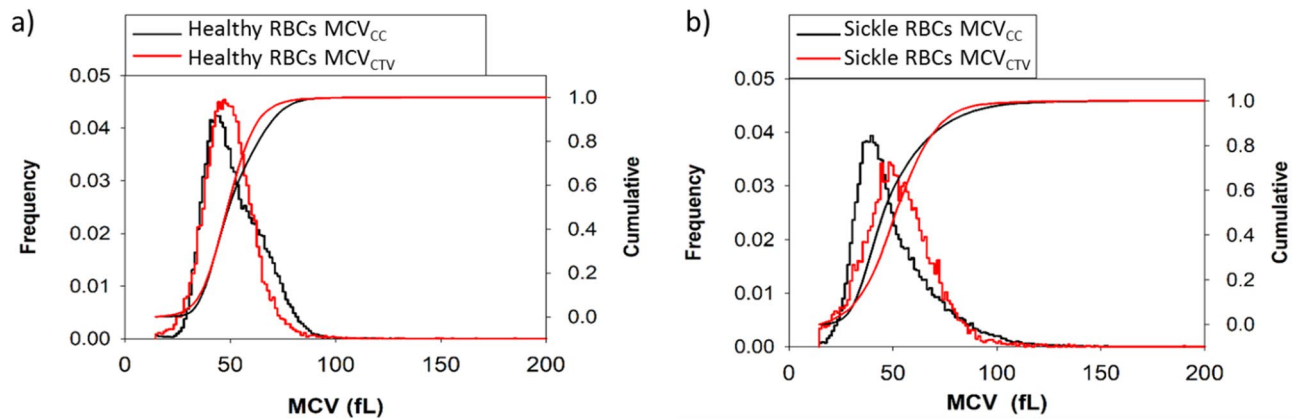 a)
Healthy RBCs MCVCC
Healthy RBCs MCVCTV
0.05
0.04
0.03
0.02
0.01
0.00
Frequency
1.0
0.8
0.6
0.4
0.2
0.0
Cumulative
0 50 100 150 200
MCV (fL)
b)
Sickle RBCs MCVCC
Sickle RBCs MCVCTV
0.05
0.04
0.03
0.02
0.01
0.00
Frequency
1.0
0.8
0.6
0.4
0.2
0.0
Cumulative
0 50 100 150 200
MCV (fL)